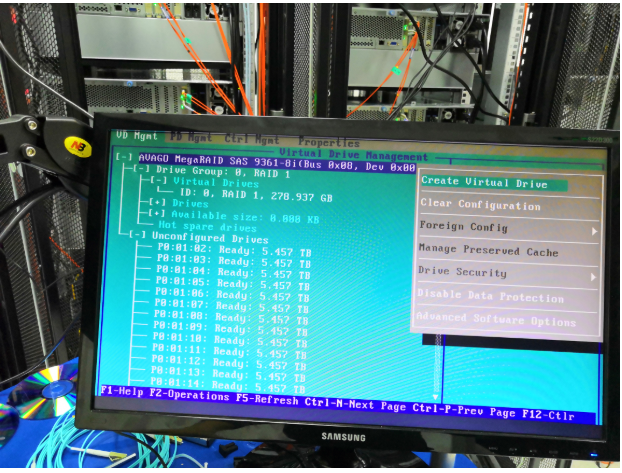 VD Mgmt PD Mgmt Ctrl Mgmt Properties
Virtual Drive Management
[-] AVAGO MegaRAID SAS 9361-8i(Bus 0x08, Dev 0x00
[-] Drive Group: 0, RAID 1
[-] Virtual Drives
ID: 0, RAID 1, 278.937 GB
[+] Drives
[+] Available size: 0.000 KB
Hot spare drives
[-] Unconfigured Drives
P0:01:02: Ready: 5.457 TB
P0:01:03: Ready: 5.457 TB
P0:01:04: Ready: 5.457 TB
P0:01:05: Ready: 5.457 TB
P0:01:06: Ready: 5.457 TB
P0:01:07: Ready: 5.457 TB
P0:01:08: Ready: 5.457 TB
P0:01:09: Ready: 5.457 TB
P0:01:10: Ready: 5.457 TB
P0:01:11: Ready: 5.457 TB
P0:01:12: Ready: 5.457 TB
P0:01:13: Ready: 5.457 TB
P0:01:14: Ready: 5.457 TB
Create Virtual Drive
Clear Configuration
Foreign Config
Manage Preserved Cache
Drive Security
Disable Data Protection
Advanced Software Options
F1-Help F2-Operations F5-Refresh Ctrl-N-Next Page Ctrl-P-Prev Page F12-Ctlr
SAMSUNG
NB